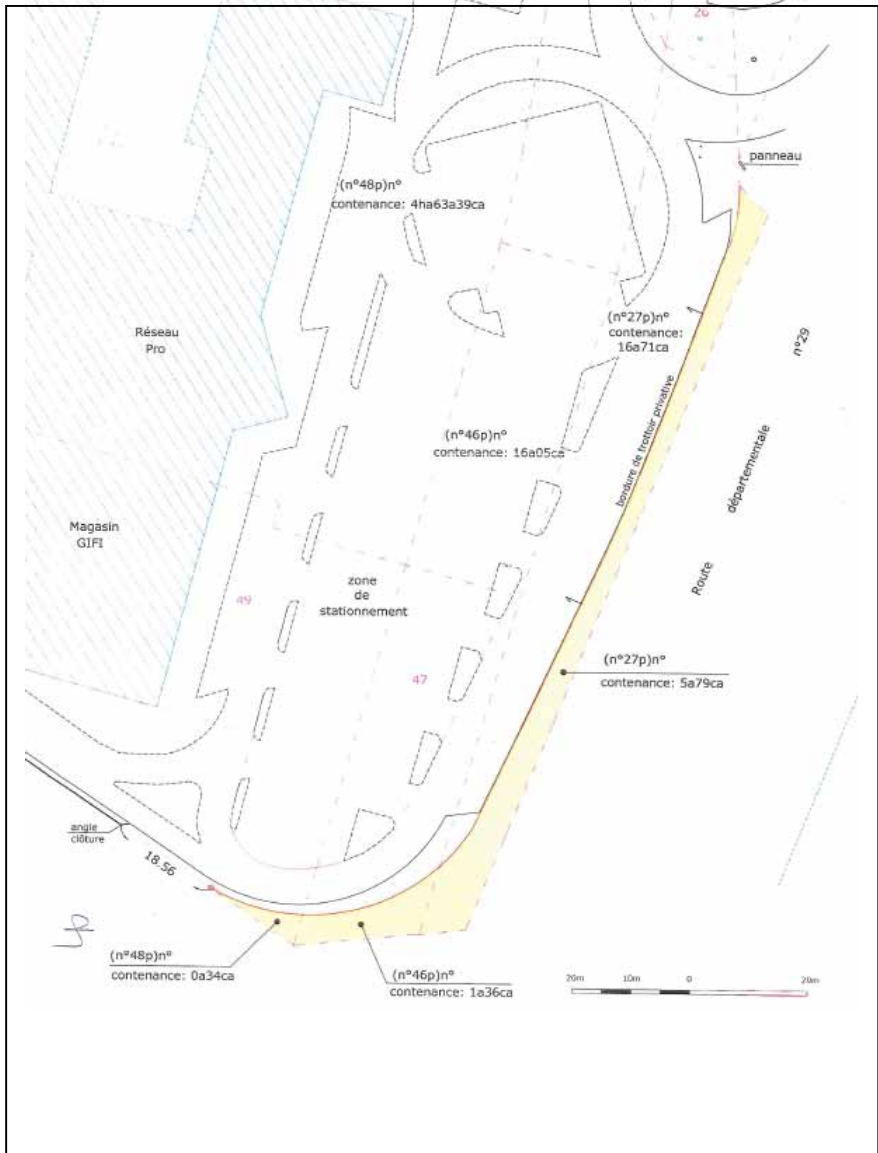 26
panneau
(n°48p)n°
contenance: 4ha63a39ca
(n°27p)n°
contenance:
16a71ca
Réseau
Pro
n°29
bordure de trottoir privative
(n°46p)n°
contenance: 16a05ca
départementale
Magasin
GIFI
Route
zone
de
stationnement
49
47
(n°27p)n°
contenance: 5a79ca
angle
clôture
18.56
(n°48p)n°
contenance: 0a34ca
(n°46p)n°
contenance: 1a36ca
20m 10m 0 20m